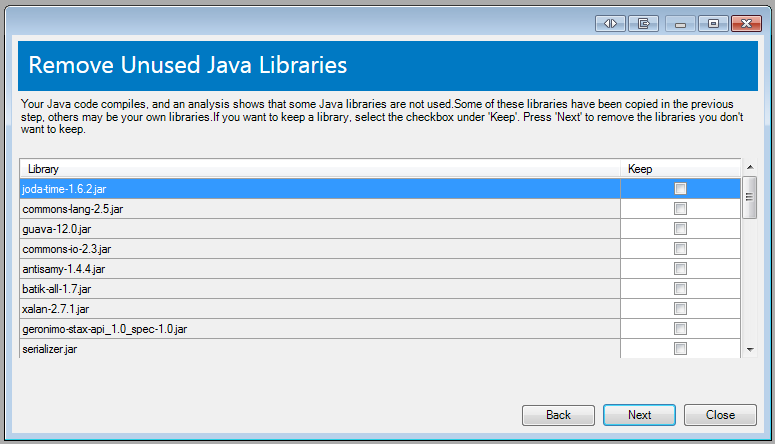 Remove Unused Java Libraries
Your Java code compiles, and an analysis shows that some Java libraries are not used.Some of these libraries have been copied in the previous
step, others may be your own libraries.If you want to keep a library, select the checkbox under 'Keep'. Press 'Next' to remove the libraries you don't
want to keep.
Library Keep
joda-time-1.6.2.jar
commons-lang-2.5.jar
guava-12.0.jar
commons-io-2.3.jar
antisamy-1.4.4.jar
batik-all-1.7.jar
xalan-2.7.1.jar
geronimo-stax-api_1.0_spec-1.0.jar
serializer.jar
Back Next Close